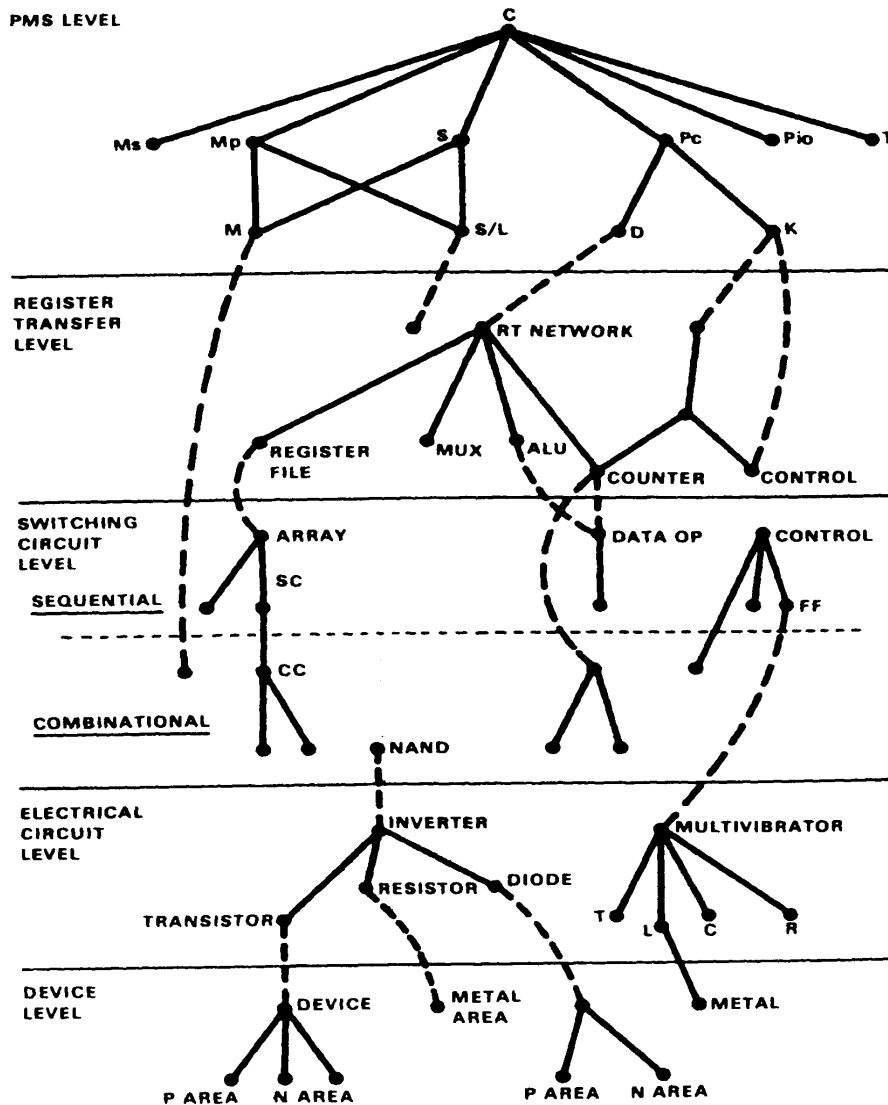 PMS LEVEL
C
Ms
Mp
S
Pc
Pio
T
M
S/L
D
K
REGISTER
TRANSFER
LEVEL
RT NETWORK
REGISTER
FILE
MUX
ALU
COUNTER
CONTROL
SWITCHING
CIRCUIT
LEVEL
ARRAY
DATA OP
CONTROL
SC
SEQUENTIAL
FF
CC
COMBINATIONAL
NAND
ELECTRICAL
CIRCUIT
LEVEL
INVERTER
MULTIVIBRATOR
RESISTOR
DIODE
TRANSISTOR
T
L
C
R
DEVICE
LEVEL
DEVICE
METAL
AREA
METAL
P AREA
N AREA
P AREA
N AREA